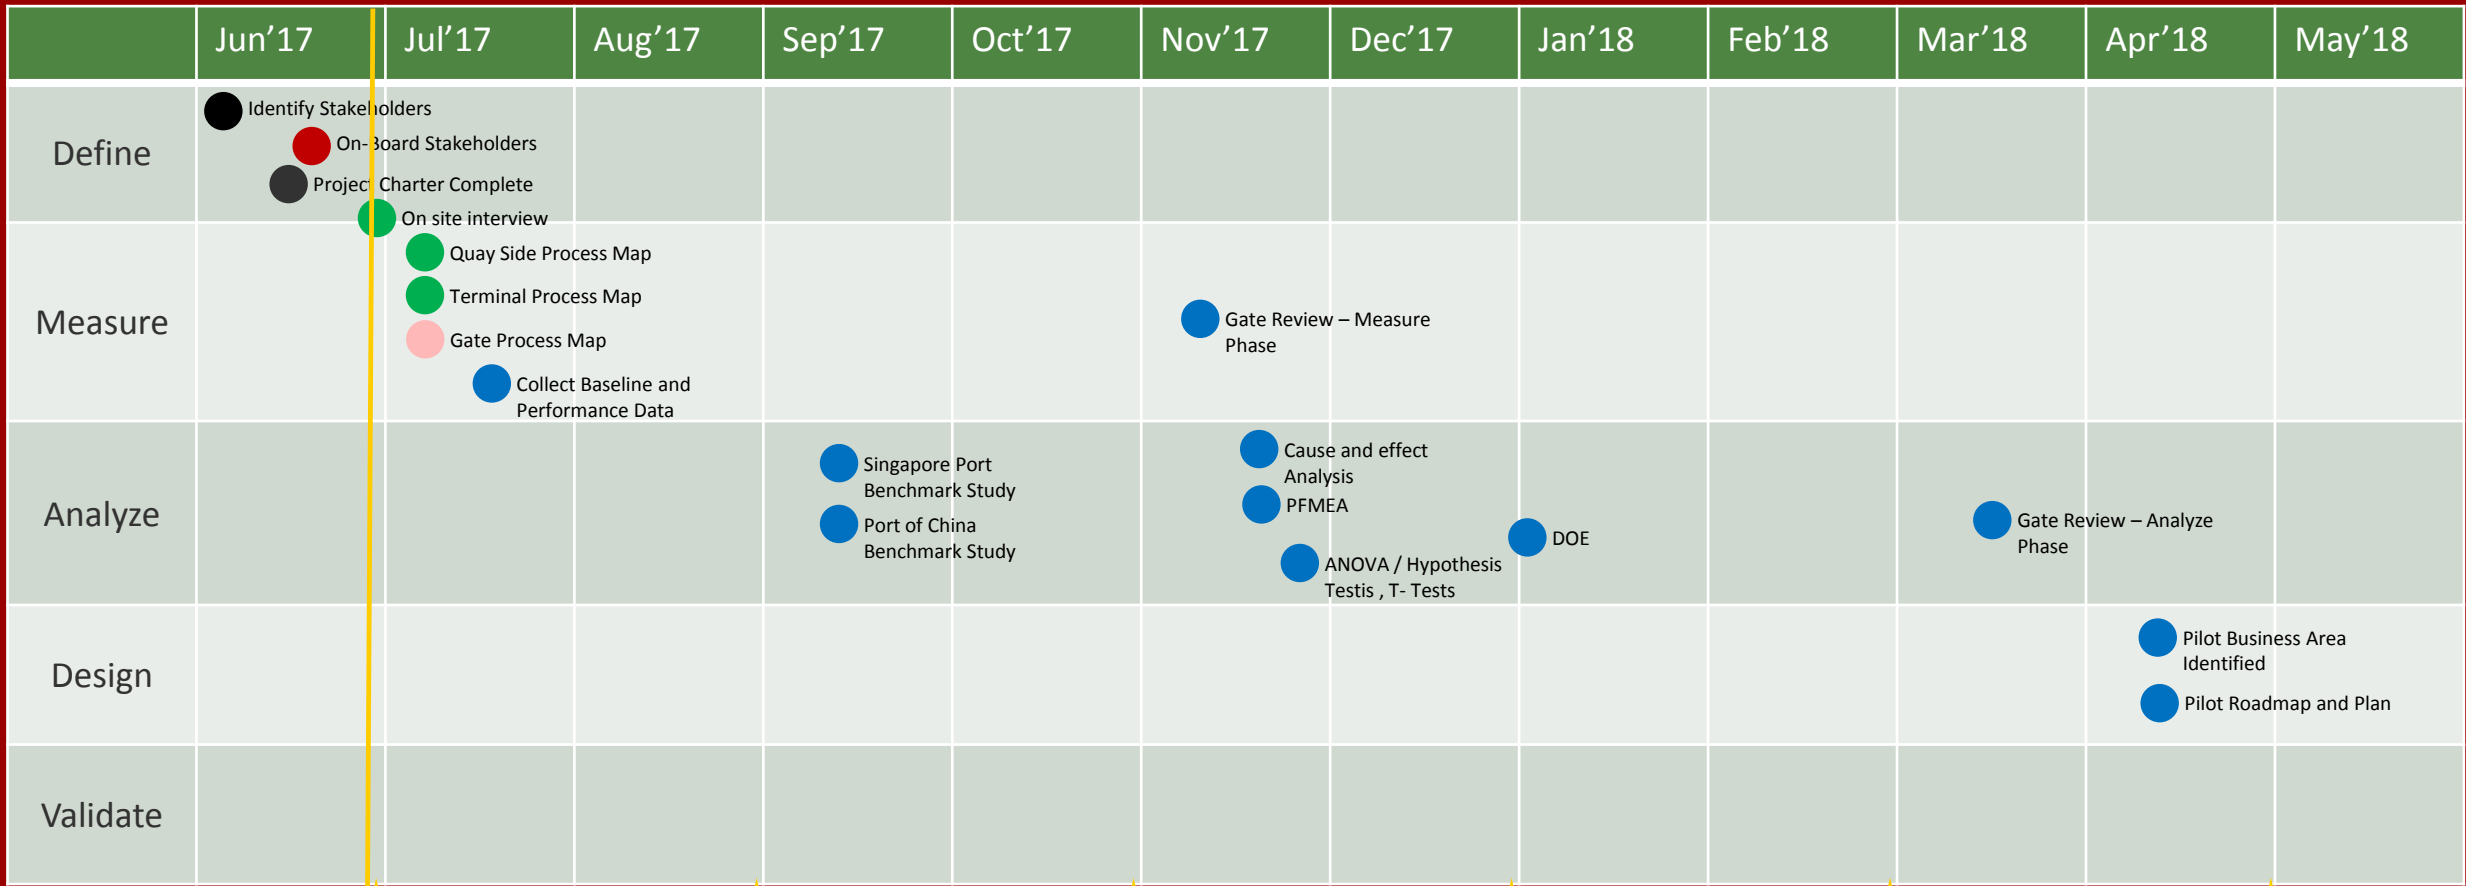 Jun’17 Jul’17 Aug’17 Sep’17 Oct’17 Nov’17 Dec’17 Jan’18 Feb’18 Mar’18 Apr’18 May’18
Define
Identify Stakeholders
On-Board Stakeholders
Project Charter Complete
On site interview
Measure
Quay Side Process Map
Terminal Process Map
Gate Process Map
Collect Baseline and
Performance Data
Gate Review – Measure
Phase
Analyze
Singapore Port
Benchmark Study
Port of China
Benchmark Study
Cause and effect
Analysis
PFMEA
ANOVA / Hypothesis
Testis , T- Tests
DOE
Gate Review – Analyze
Phase
Design
Pilot Business Area
Identified
Pilot Roadmap and Plan
Validate